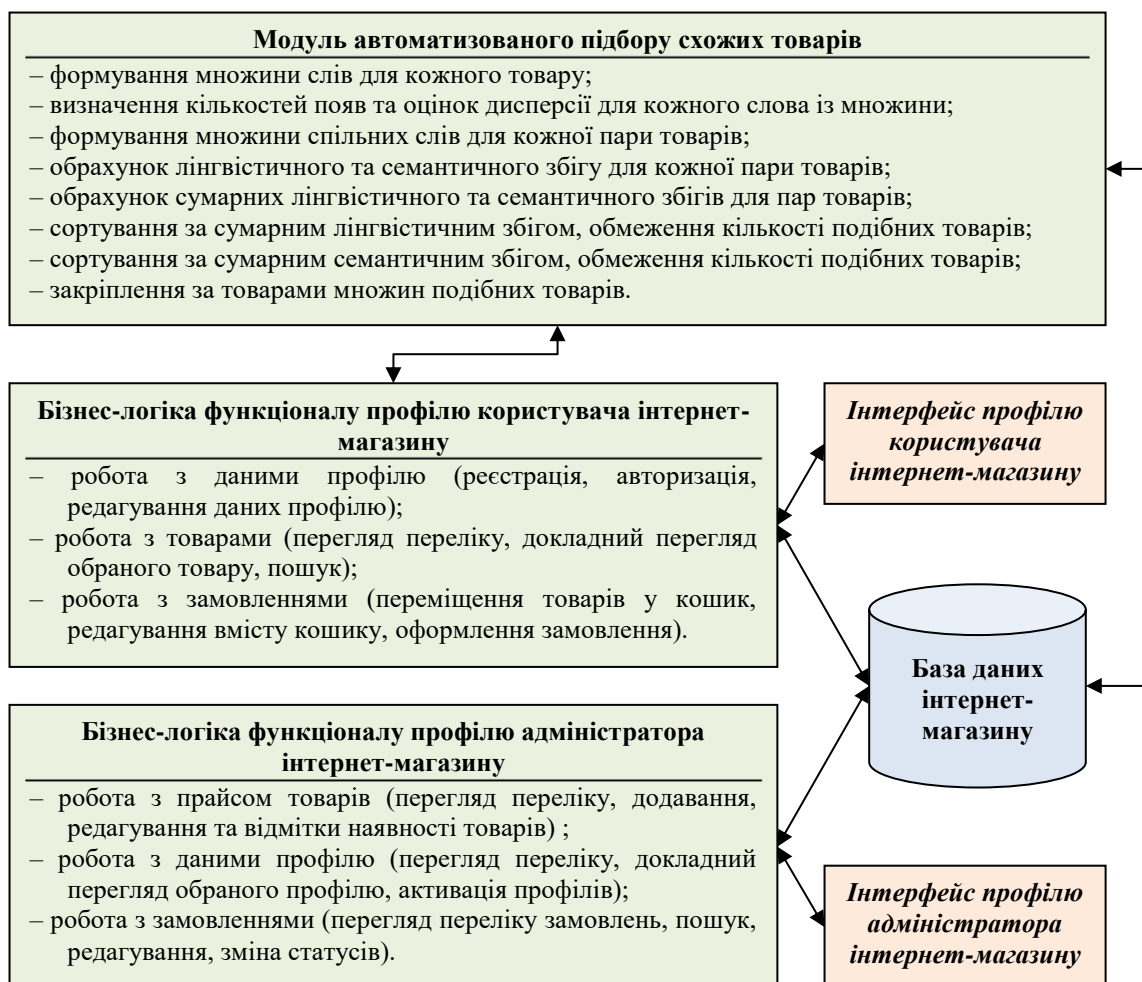 Модуль автоматизованого підбору схожих товарів
– формування множини слів для кожного товару;
– визначення кількостей появ та оцінок дисперсії для кожного слова із множини;
– формування множини спільних слів для кожної пари товарів;
– обрахунок лінгвістичного та семантичного збігу для кожної пари товарів;
– обрахунок сумарних лінгвістичного та семантичного збігів для пар товарів;
– сортування за сумарним лінгвістичним збігом, обмеження кількості подібних товарів;
– сортування за сумарним семантичним збігом, обмеження кількості подібних товарів;
– закріплення за товарами множин подібних товарів.
Бізнес-логіка функціоналу профілю користувача інтернет-
магазину
– робота з даними профілю (реєстрація, авторизація,
редагування даних профілю);
– робота з товарами (перегляд переліку, докладний перегляд
обраного товару, пошук);
– робота з замовленнями (переміщення товарів у кошик,
редагування вмісту кошику, оформлення замовлення).
Інтерфейс профілю
користувача
інтернет-магазину
База даних
інтернет-
магазину
Бізнес-логіка функціоналу профілю адміністратора
інтернет-магазину
– робота з прайсом товарів (перегляд переліку, додавання,
редагування та відмітки наявності товарів) ;
– робота з даними профілю (перегляд переліку, докладний
перегляд обраного профілю, активація профілів);
– робота з замовленнями (перегляд переліку замовлень, пошук,
редагування, зміна статусів).
Інтерфейс профілю
адміністратора
інтернет-магазину